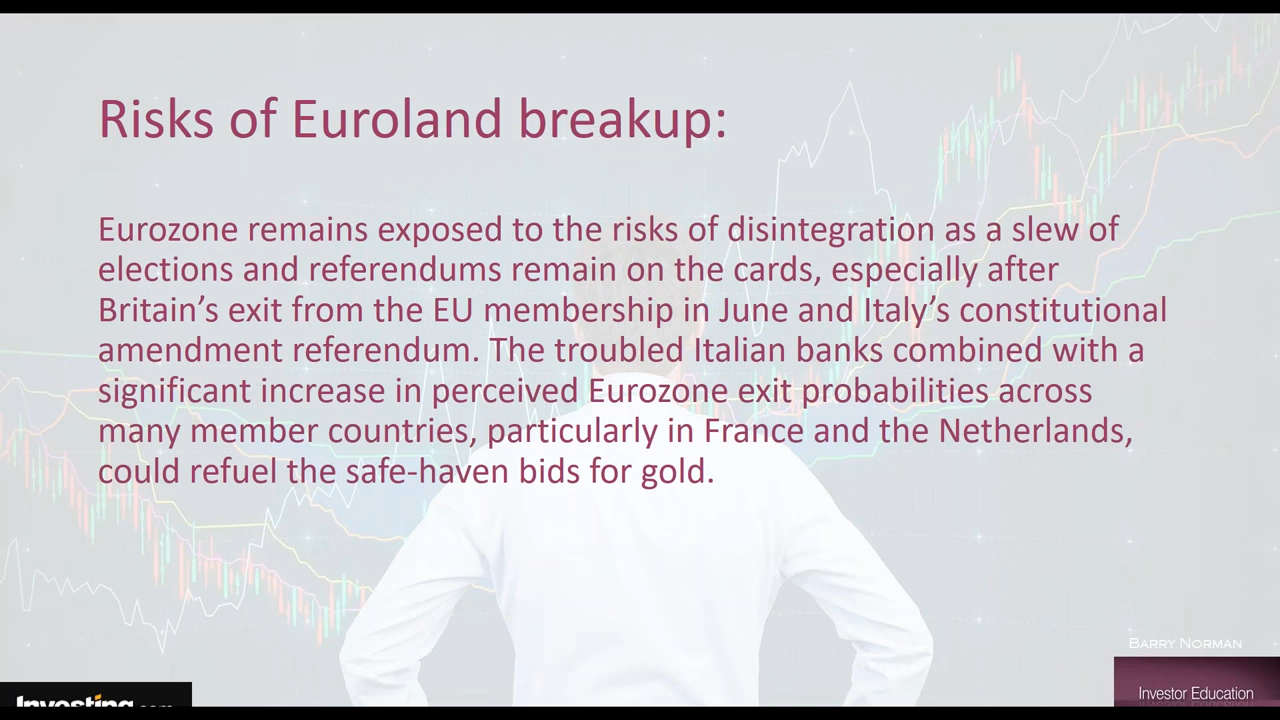 Risks of Euroland breakup:
Eurozone remains exposed to the risks of disintegration as a slew of
elections and referendums remain on the cards, especially after
Britain’s exit from the EU membership in June and Italy’s constitutional
amendment referendum. The troubled Italian banks combined with a
significant increase in perceived Eurozone exit probabilities across
many member countries, particularly in France and the Netherlands,
could refuel the safe-haven bids for gold.
Barry Norman
Investing.com
Investor Education